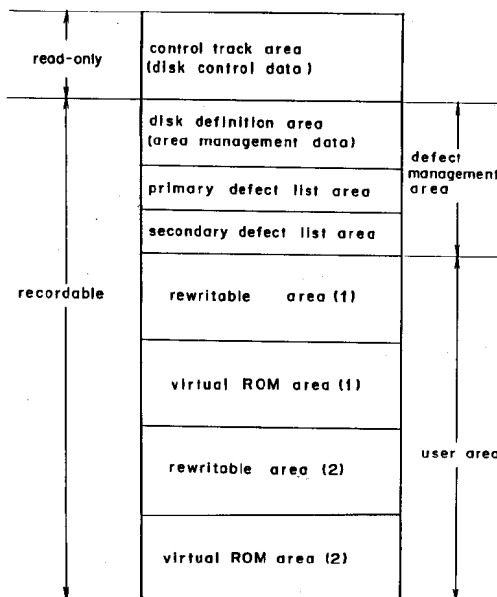 control track area
(disk control data)
read-only
disk definition area
(area management data)
defect
management
area
primary defect list area
secondary defect list area
recordable
rewritable area (1)
virtual ROM area (1)
rewritable area (2)
user area
virtual ROM area (2)